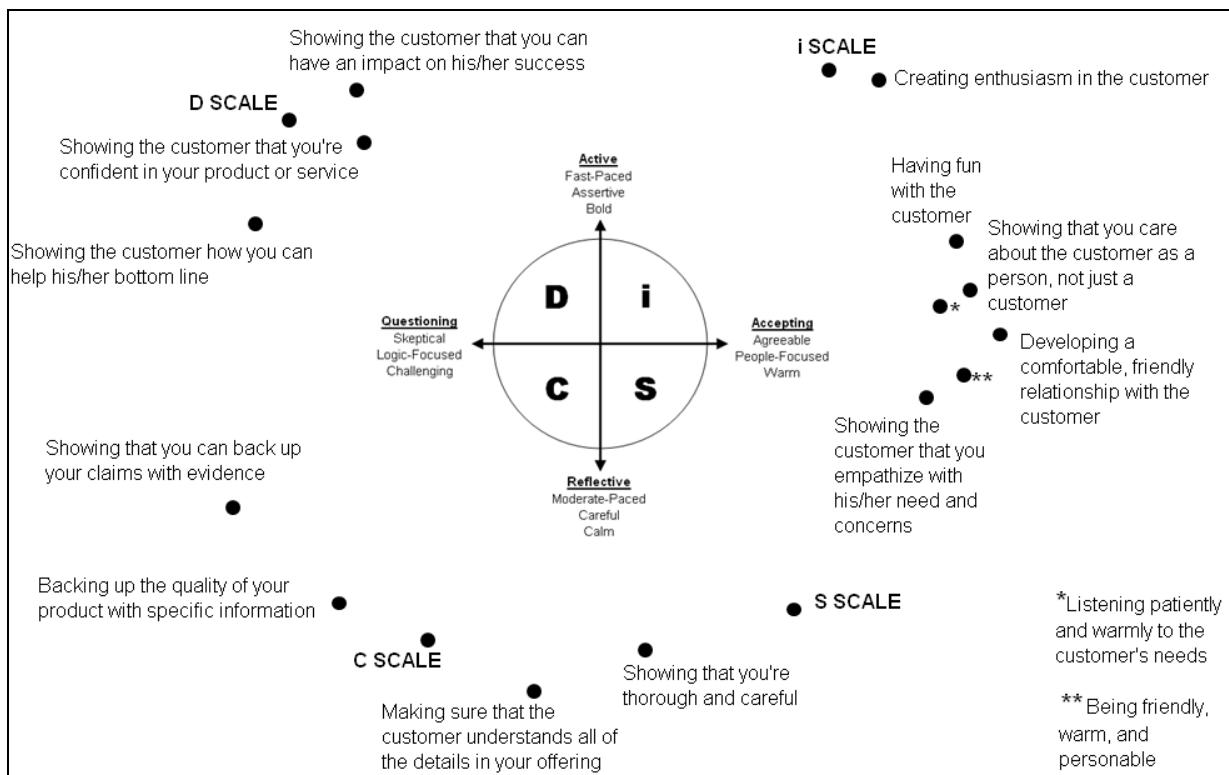 Showing the customer that you can
have an impact on his/her success
D SCALE
Showing the customer that you're
confident in your product or service
Showing the customer how you can
help his/her bottom line
i SCALE
Creating enthusiasm in the customer
Having fun
with the
customer
Showing that you care
about the customer as a
person, not just a
customer
*
Developing a
comfortable, friendly
relationship with the
customer
**
Showing the
customer that you
empathize with
his/her need and
concerns
Active
Fast-Paced
Assertive
Bold
D i
Questioning
Skeptical
Logic-Focused
Challenging
Accepting
Agreeable
People-Focused
Warm
C S
Reflective
Moderate-Paced
Careful
Calm
Showing that you can back up
your claims with evidence
Backing up the quality of your
product with specific information
C SCALE
Making sure that the
customer understands all of
the details in your offering
Showing that you're
thorough and careful
S SCALE
*Listening patiently
and warmly to the
customer's needs
** Being friendly,
warm, and
personable